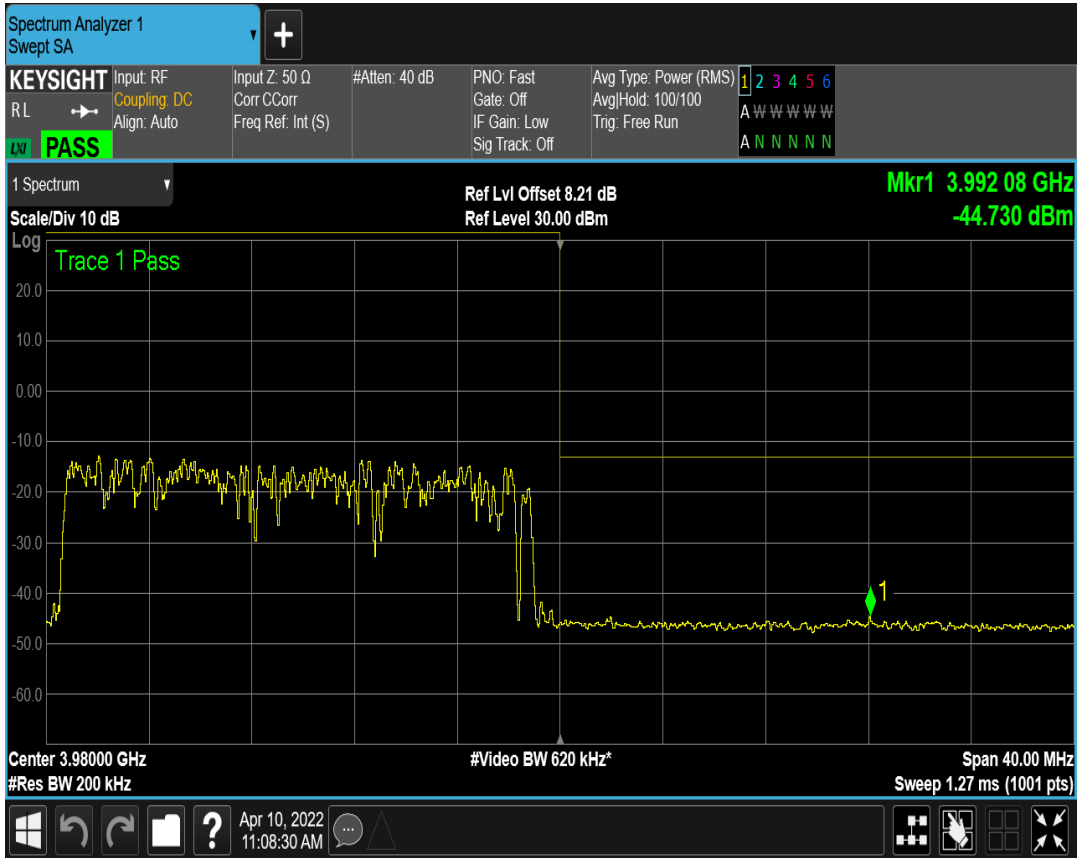 Spectrum Analyzer 1
Swept SA
+
KEYSIGHT
R L
LXI PASS
Input: RF
Coupling: DC
Align: Auto
Input Z: 50 Ω
Corr CCorr
Freq Ref: Int (S)
#Atten: 40 dB
PNO: Fast
Gate: Off
IF Gain: Low
Sig Track: Off
Avg Type: Power (RMS)
Avg|Hold: 100/100
Trig: Free Run
1 2 3 4 5 6
A W W W W W
A N N N N N
1 Spectrum
Scale/Div 10 dB
Ref Lvl Offset 8.21 dB
Ref Level 30.00 dBm
Mkr1 3.992 08 GHz
-44.730 dBm
Log
Trace 1 Pass
20.0
10.0
0.00
-10.0
-20.0
-30.0
-40.0
-50.0
-60.0
1
Center 3.98000 GHz
#Res BW 200 kHz
#Video BW 620 kHz*
Span 40.00 MHz
Sweep 1.27 ms (1001 pts)
?
Apr 10, 2022
11:08:30 AM